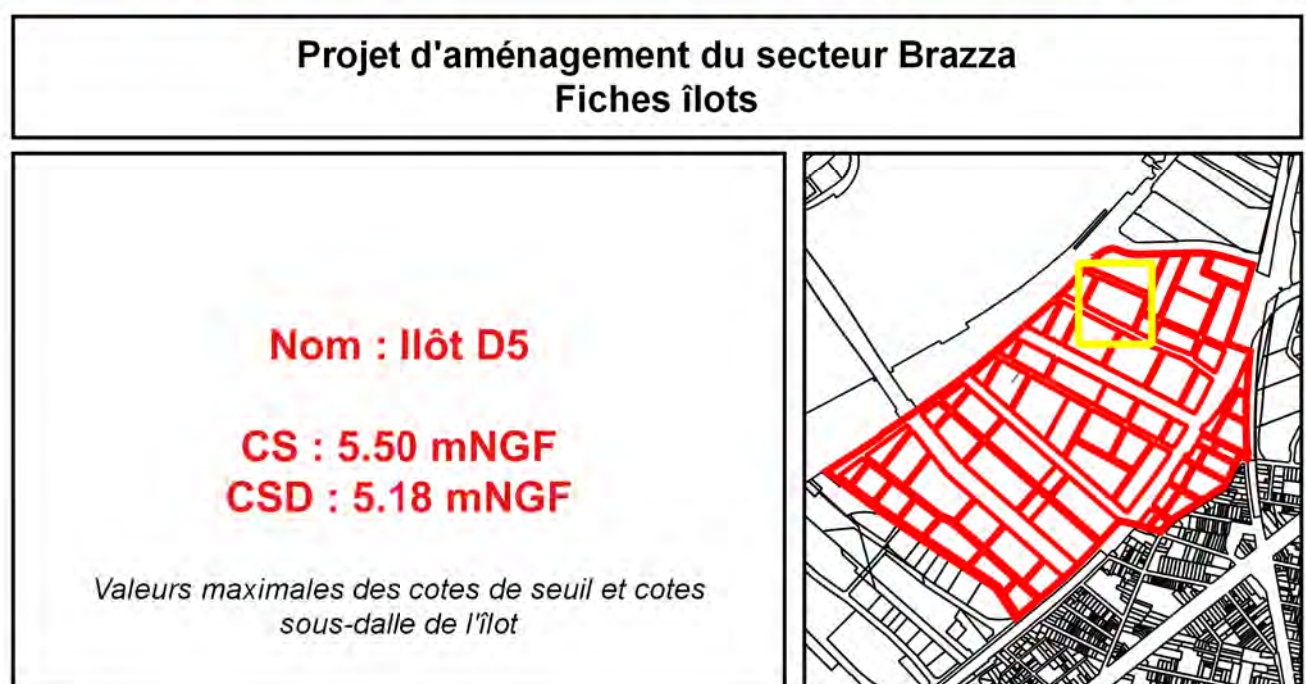 Projet d'aménagement du secteur Brazza
Fiches îlots
Nom : Ilôt D5
CS : 5.50 mNGF
CSD : 5.18 mNGF
Valeurs maximales des cotes de seuil et cotes
sous-dalle de l'îlot